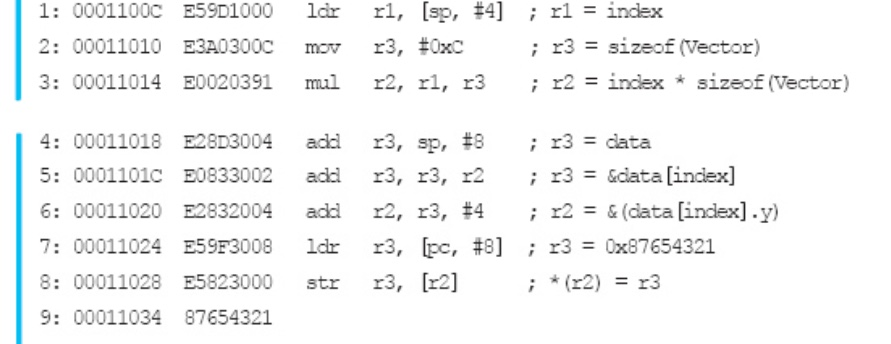 1: 0001100C E59D1000 ldr r1, [sp, #4] ; r1 = index
2: 00011010 E3A0300C mov r3, #0xC ; r3 = sizeof(Vector)
3: 00011014 E0020391 mul r2, r1, r3 ; r2 = index * sizeof(Vector)
4: 00011018 E28D3004 add r3, sp, #8 ; r3 = data
5: 0001101C E0833002 add r3, r3, r2 ; r3 = &data[index]
6: 00011020 E2832004 add r2, r3, #4 ; r2 = &(data[index].y)
7: 00011024 E59F3008 ldr r3, [pc, #8] ; r3 = 0x87654321
8: 00011028 E5823000 str r3, [r2] ; *(r2) = r3
9: 00011034 87654321